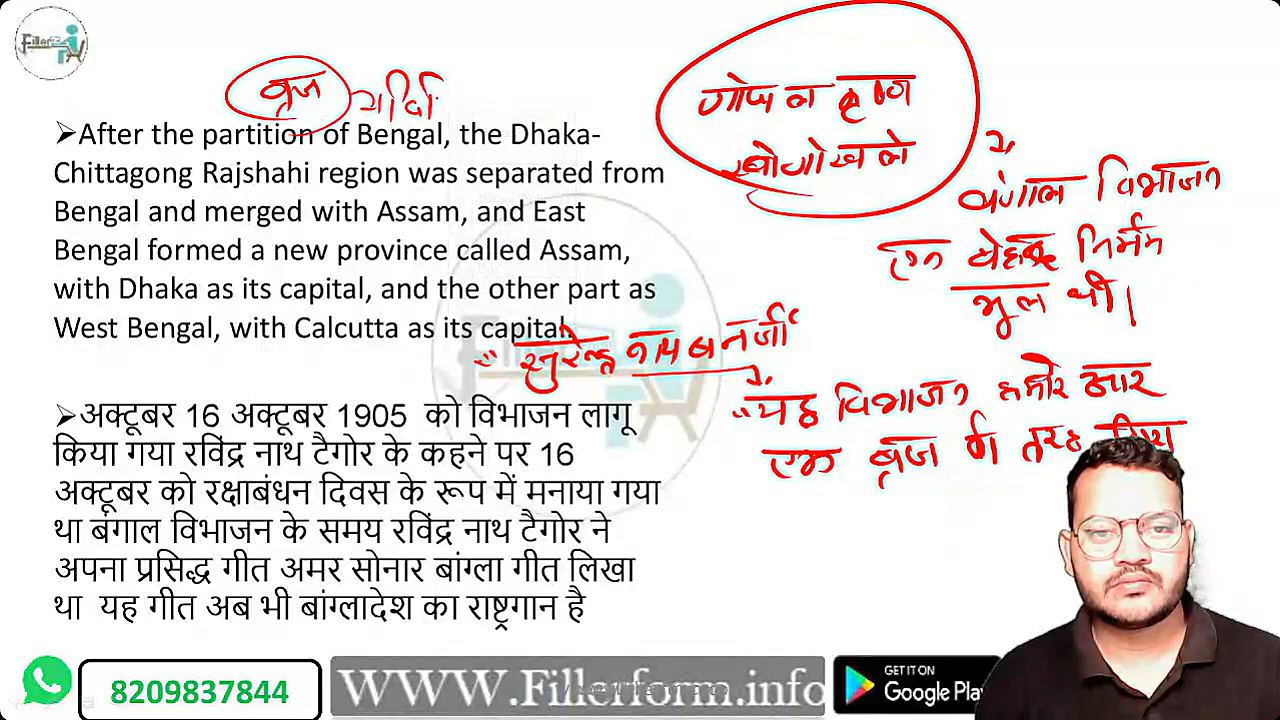 Filler
व्रज
गोपाल कृष्ण
गोखले
➢After the partition of Bengal, the Dhaka-
Chittagong Rajshahi region was separated from
Bengal and merged with Assam, and East
Bengal formed a new province called Assam,
with Dhaka as its capital, and the other part as
West Bengal, with Calcutta as its capital.
बंगाल विभाजन
एक निर्मम
भूल थी।
सुरेन्द्र नाथ बनर्जी
यह विभाजन हमारे ऊपर
एक व्रज की तरह
➢अक्टूबर 16 अक्टूबर 1905 को विभाजन लागू
किया गया रविंद्र नाथ टैगोर के कहने पर 16
अक्टूबर को रक्षाबंधन दिवस के रूप में मनाया गया
था बंगाल विभाजन के समय रविंद्र नाथ टैगोर ने
अपना प्रसिद्ध गीत अमर सोनार बांग्ला गीत लिखा
था यह गीत अब भी बांग्लादेश का राष्ट्रगान है
8209837844
WWW.Fillerform.info
GET IT ON
Google Play